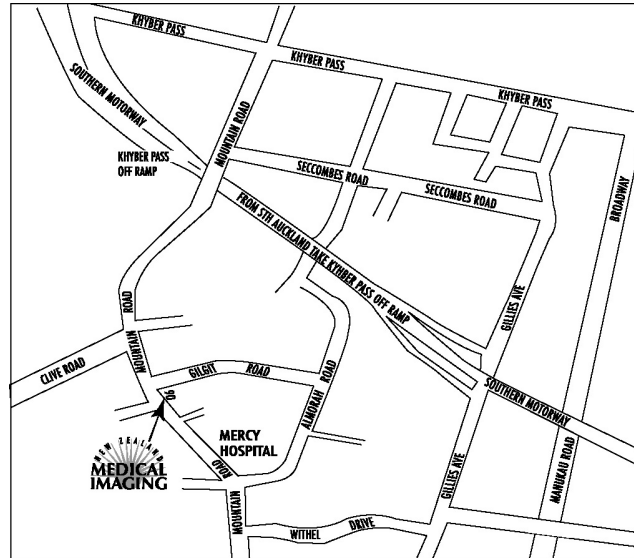 KHYBER PASS
KHYBER PASS
KHYBER PASS
SOUTHERN MOTORWAY
MOUNTAIN ROAD
KHYBER PASS
OFF RAMP
SECCOMBES ROAD
SECCOMBES ROAD
BROADWAY
FROM STH AUCKLAND TAKE KYHBER PASS OFF RAMP
GILLIES AVE
MOUNTAIN ROAD
CLIVE ROAD
GILGIT ROAD
ALMORAH ROAD
SOUTHERN MOTORWAY
90
MERCY
HOSPITAL
NEW ZEALAND
MEDICAL
IMAGING
MOUNTAIN ROAD
GILLIES AVE
MANUKAU ROAD
WITHEL DRIVE